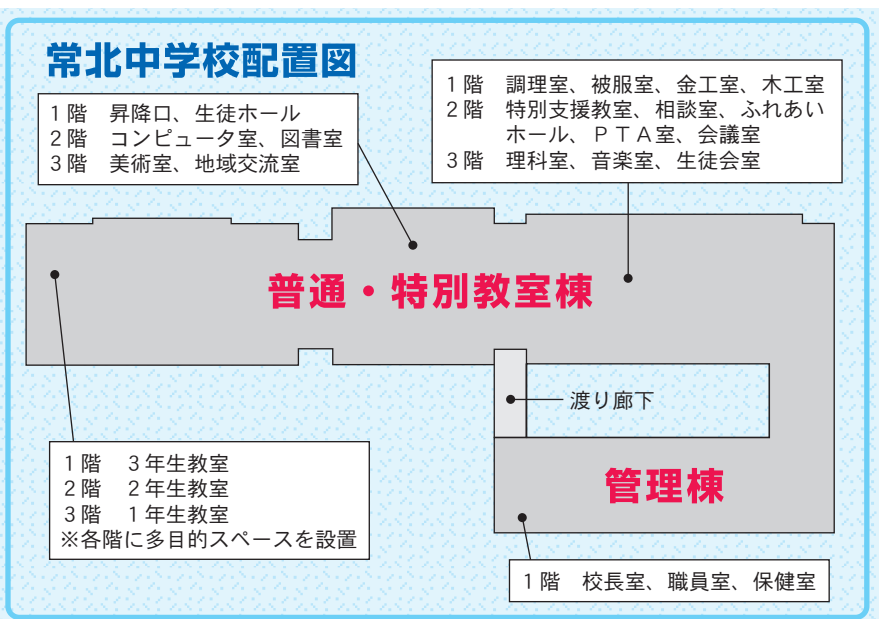 常北中学校配置図
1階 昇降口、生徒ホール
2階 コンピュータ室、図書室
3階 美術室、地域交流室
1階 調理室、被服室、金工室、木工室
2階 特別支援教室、相談室、ふれあい
ホール、PTA室、会議室
3階 理科室、音楽室、生徒会室
普通・特別教室棟
渡り廊下
1階 3年生教室
2階 2年生教室
3階 1年生教室
※各階に多目的スペースを設置
管理棟
1階 校長室、職員室、保健室